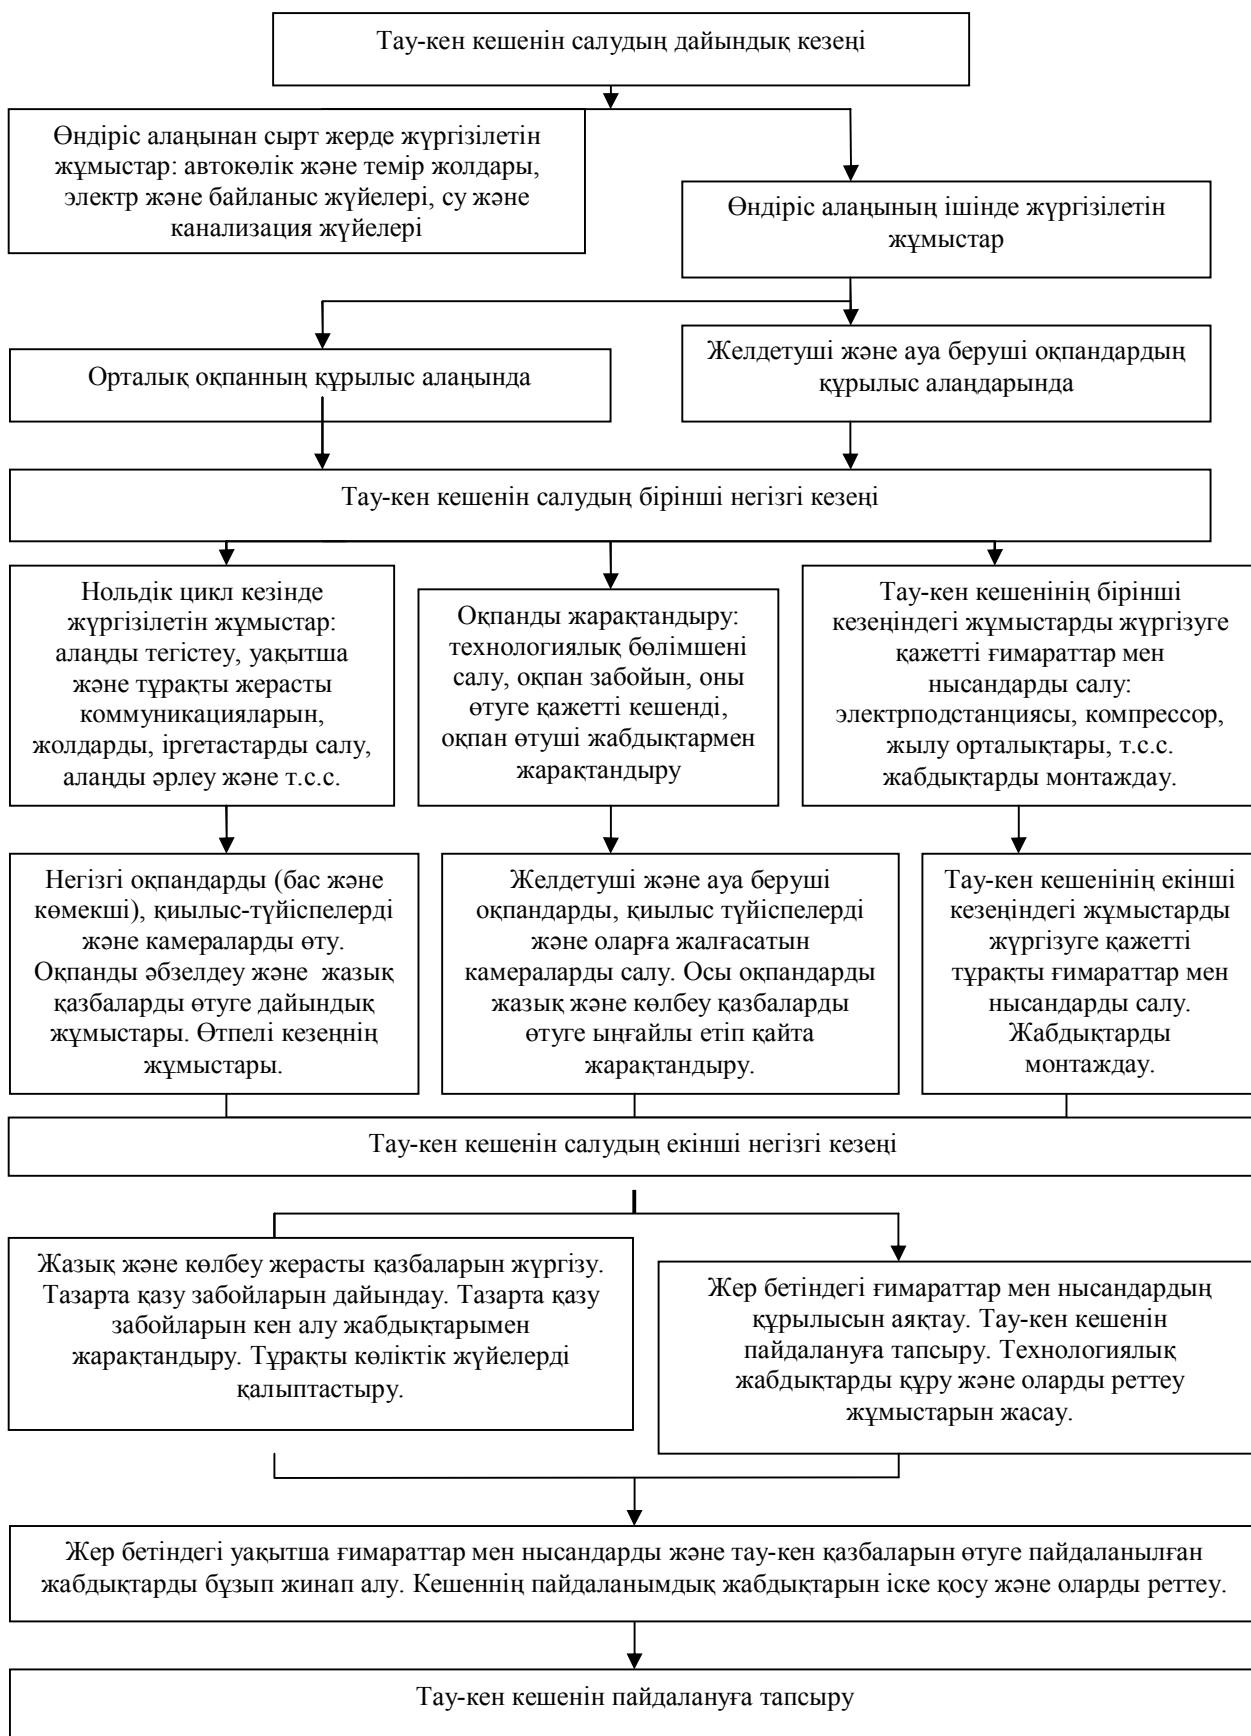 Тау-кен кешенін салудың дайындық кезеңі
Өндіріс алаңынан сырт жерде жүргізілетін
жұмыстар: автокөлік және темір жолдары,
электр және байланыс жүйелері, су және
канализация жүйелері
Өндіріс алаңының ішінде жүргізілетін
жұмыстар
Орталық оқпанның құрылыс алаңында
Желдетуші және ауа беруші оқпандардың
құрылыс алаңдарында
Тау-кен кешенін салудың бірінші негізгі кезеңі
Нольдік цикл кезінде
жүргізілетін жұмыстар:
алаңды тегістеу, уақытша
және тұрақты жерасты
коммуникацияларын,
жолдарды, іргетастарды салу,
алаңды әрлеу және т.с.с.
Оқпанды жарақтандыру:
технологиялық бөлімшені
салу, оқпан забойын, оны
өтуге қажетті кешенді,
оқпан өтуші жабдықтармен
жарақтандыру
Тау-кен кешенінің бірінші
кезеңіндегі жұмыстарды жүргізуге
қажетті ғимараттар мен
нысандарды салу:
электрподстанциясы, компрессор,
жылу орталықтары, т.с.с.
жабдықтарды монтаждау.
Негізгі оқпандарды (бас және
көмекші), қиылыс-түйіспелерді
және камераларды өту.
Оқпанды әбзелдеу және жазық
қазбаларды өтуге дайындық
жұмыстары. Өтпелі кезеңнің
жұмыстары.
Желдетуші және ауа беруші
оқпандарды, қиылыс түйіспелерді
және оларға жалғасатын
камераларды салу. Осы оқпандарды
жазық және көлбеу қазбаларды
өтуге ыңғайлы етіп қайта
жарақтандыру.
Тау-кен кешенінің екінші
кезеңіндегі жұмыстарды
жүргізуге қажетті
тұрақты ғимараттар мен
нысандарды салу.
Жабдықтарды
монтаждау.
Тау-кен кешенін салудың екінші негізгі кезеңі
Жазық және көлбеу жерасты қазбаларын жүргізу.
Тазарта қазу забойларын дайындау. Тазарта қазу
забойларын кен алу жабдықтарымен
жарақтандыру. Тұрақты көліктік жүйелерді
қалыптастыру.
Жер бетіндегі ғимараттар мен нысандардың
құрылысын аяқтау. Тау-кен кешенін
пайдалануға тапсыру. Технологиялық
жабдықтарды құру және оларды реттеу
жұмыстарын жасау.
Жер бетіндегі уақытша ғимараттар мен нысандарды және тау-кен қазбаларын өтуге пайдаланылған
жабдықтарды бұзып жинап алу. Кешеннің пайдаланымдық жабдықтарын іске қосу және оларды реттеу.
Тау-кен кешенін пайдалануға тапсыру